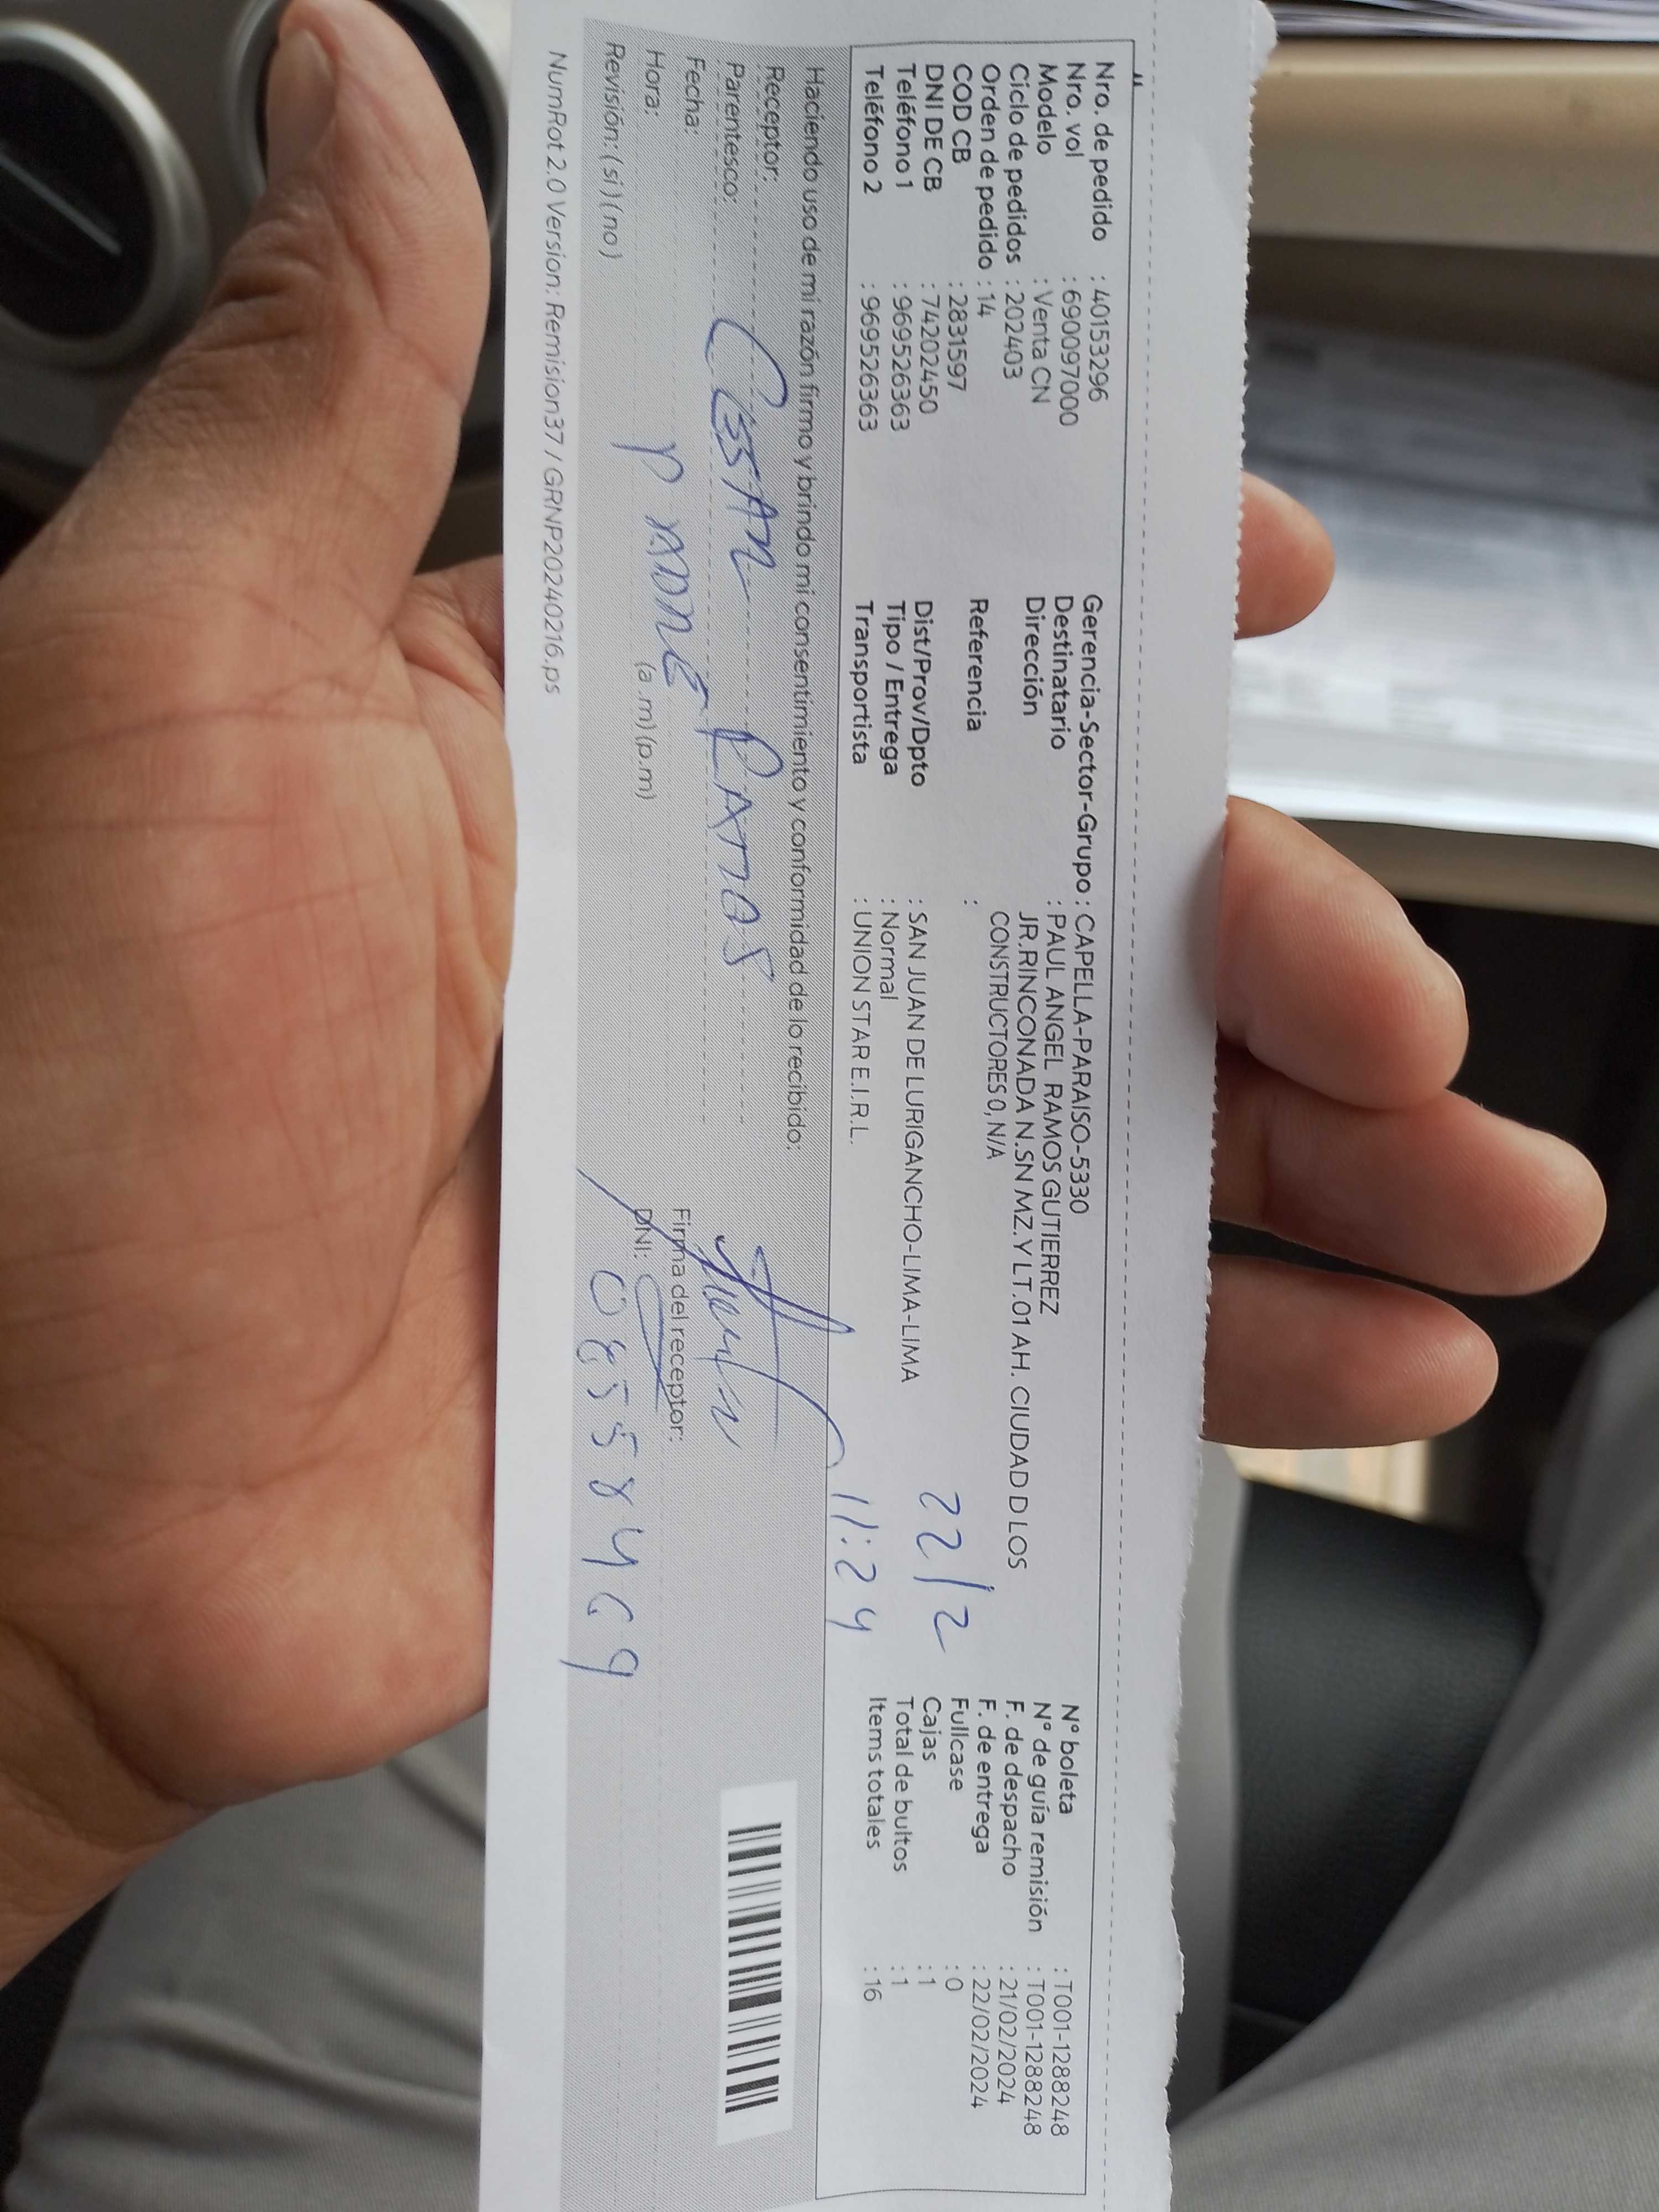 Nro. de pedido : 40153296
Nro. vol : 6900097000
Modelo : Venta CN
Ciclo de pedidos : 202403
Orden de pedido : 14
COD CB : 2831597
DNI DE CB : 74202450
Teléfono 1 : 969526363
Teléfono 2 : 969526363
Gerencia-Sector-Grupo : CAPELLA-PARAISO-5330
Destinatario : PAUL ANGEL RAMOS GUTIERREZ
Dirección JR.RINCONADA N.SN MZ.Y LT.01 AH. CIUDAD D LOS
CONSTRUCTORES 0, N/A
Referencia :
Dist/Prov/Dpto : SAN JUAN DE LURIGANCHO-LIMA-LIMA
Tipo / Entrega : Normal
Transportista : UNION STAR E.I.R.L.
22/2
11:24
N° boleta : T001-1288248
N° de guía remisión : T001-1288248
F. de despacho : 21/02/2024
F. de entrega : 22/02/2024
Fullcase : 0
Cajas : 1
Total de bultos : 1
Items totales : 16
Haciendo uso de mi razón firmo y brindo mi consentimiento y conformidad de lo recibido:
Receptor:
Parentesco: Ramos
Fecha:
Hora: (a.m) (p.m)
Revisión: (si) (no)
Firma del receptor:
DNI: 08558469
NumRot 2.0 Version: Remision37 / GRNP20240216.ps